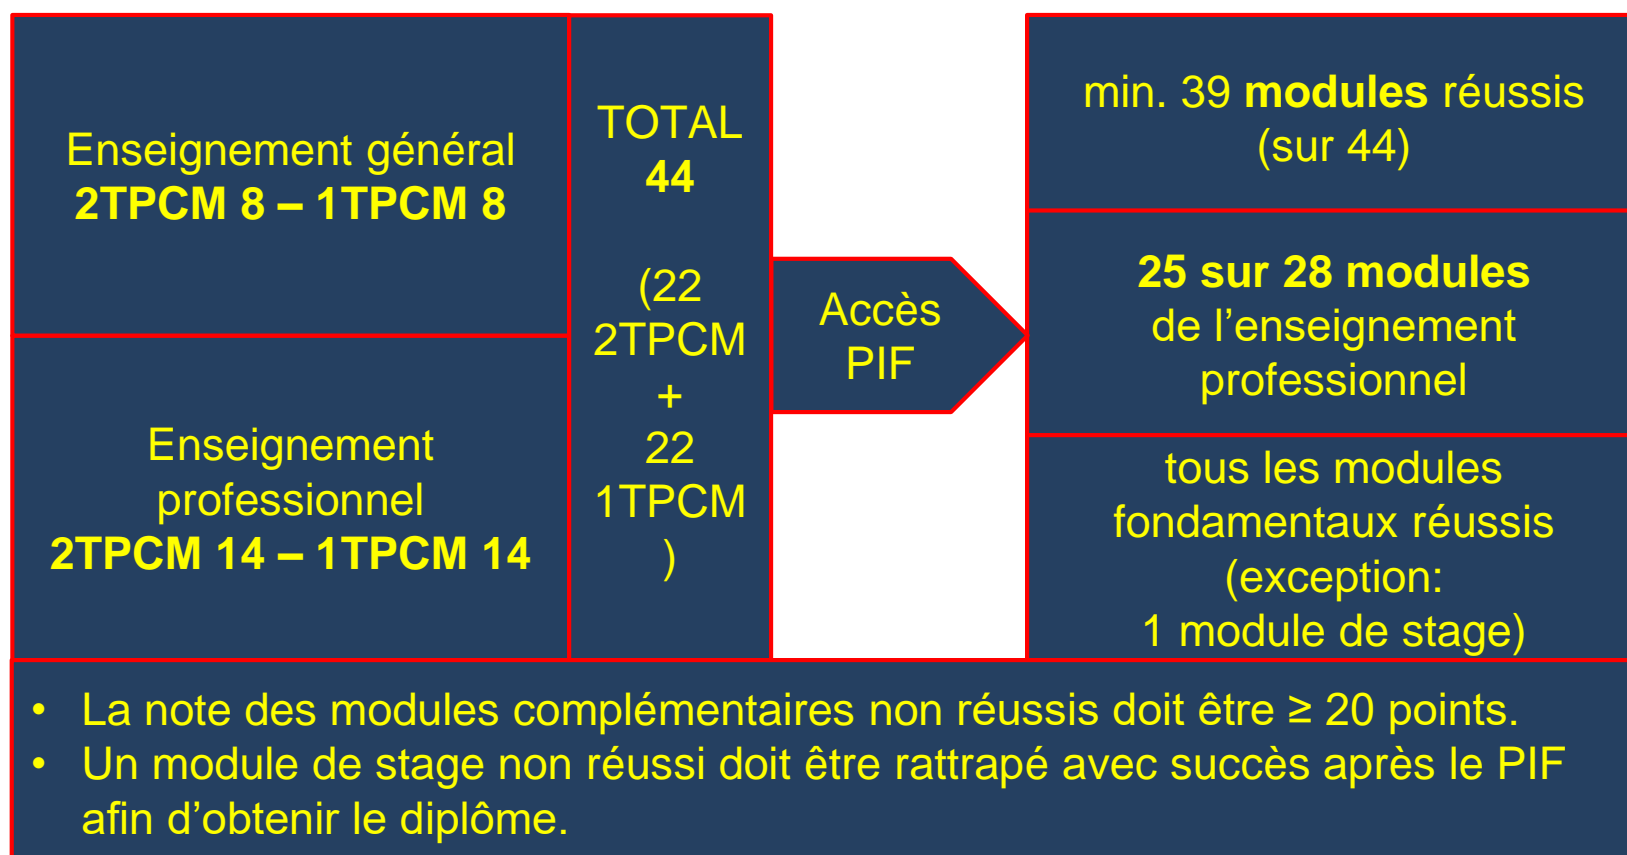 Enseignement général
2TPCM 8 – 1TPCM 8
Enseignement
professionnel
2TPCM 14 – 1TPCM 14
TOTAL
44
(22
2TPCM
+
22
1TPCM
)
Accès
PIF
min. 39 modules réussis
(sur 44)
25 sur 28 modules
de l’enseignement
professionnel
tous les modules
fondamentaux réussis
(exception:
1 module de stage)
• La note des modules complémentaires non réussis doit être ≥ 20 points.
• Un module de stage non réussi doit être rattrapé avec succès après le PIF
afin d’obtenir le diplôme.